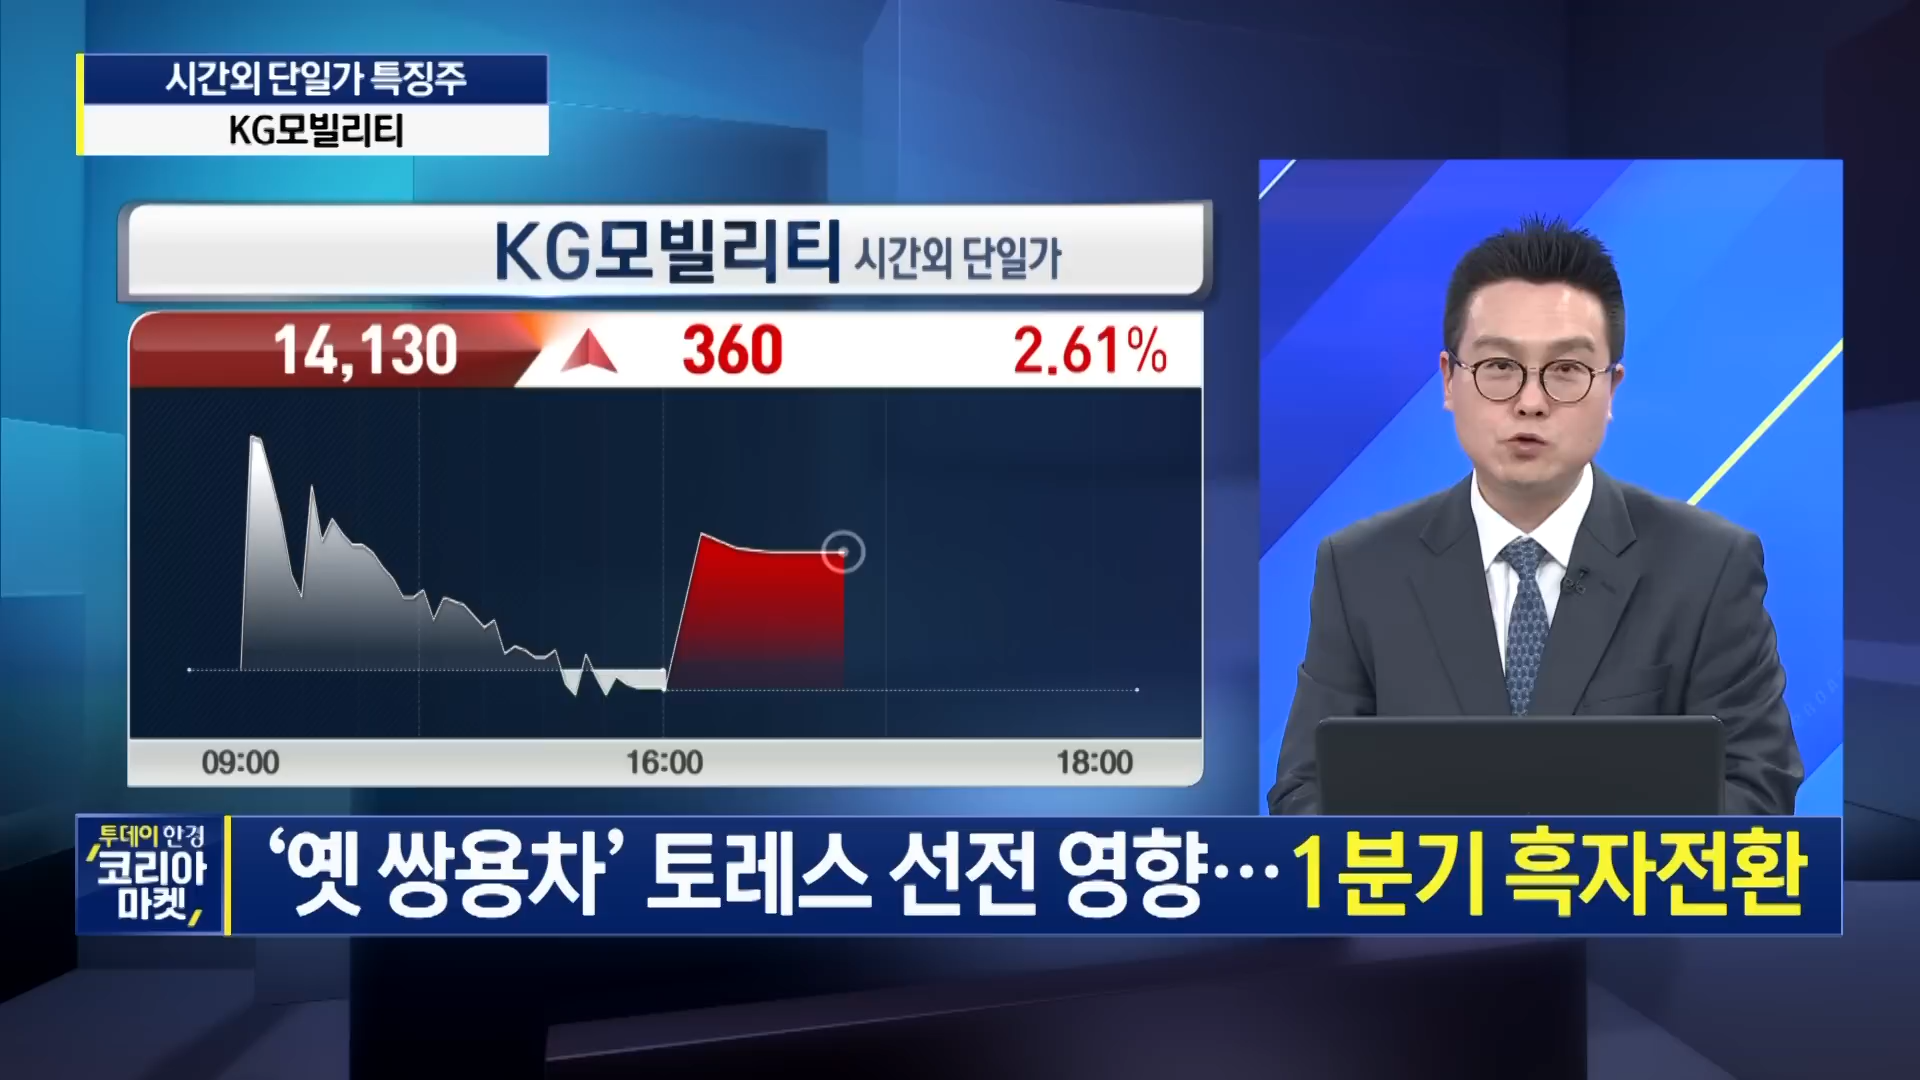 시간외 단일가 특징주
KG모빌리티
KG모빌리티 시간외 단일가
14,130 360 2.61%
09:00 16:00 18:00
투데이 한경
코리아
마켓
‘옛 쌍용차’ 토레스 선전 영향…1분기 흑자전환